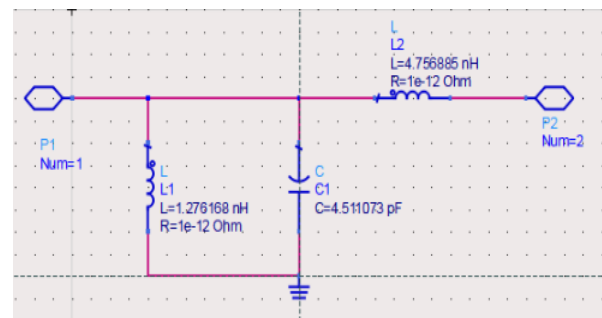 L
L2
L=4.756885 nH
R=1e-12 Ohm
P1
Num=1
P2
Num=2
L
L1
L=1.276168 nH
R=1e-12 Ohm
C
C1
C=4.511073 pF